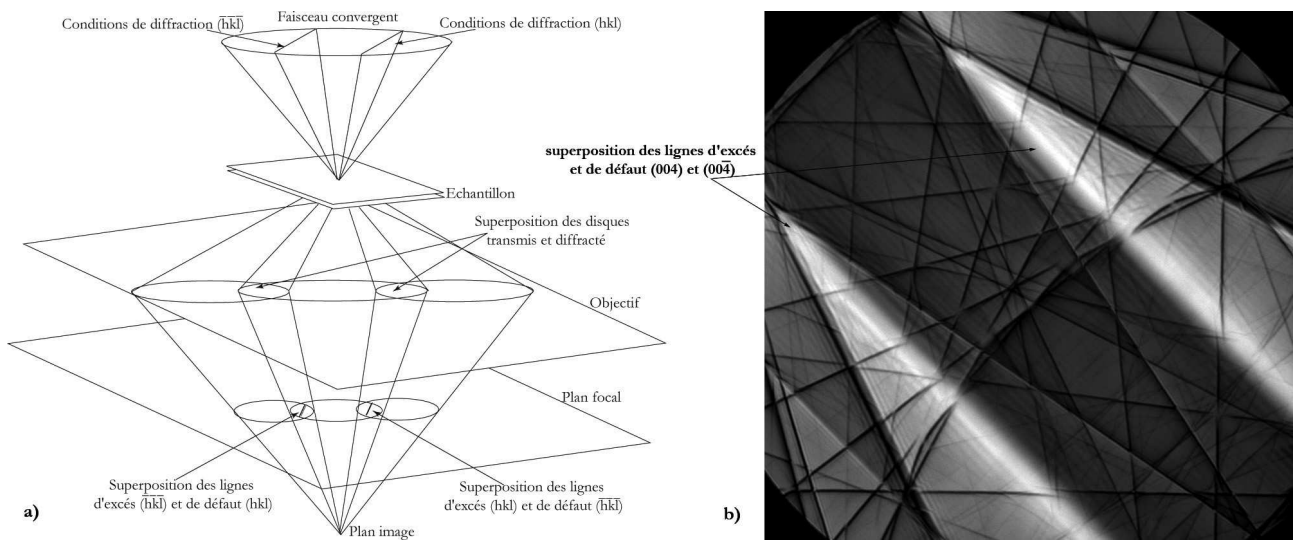 Conditions de diffraction (h̅k̅l̅)
Faisceau convergent
Conditions de diffraction (hkl)
Echantillon
Superposition des disques
transmis et diffracté
Objectif
Plan focal
Superposition des lignes
d'excés (h̅k̅l̅) et de défaut (hkl)
Superposition des lignes
d'excés (hkl) et de défaut (h̅k̅l̅)
Plan image
a)
superposition des lignes d'excés
et de défaut (004) et (004̅)
b)